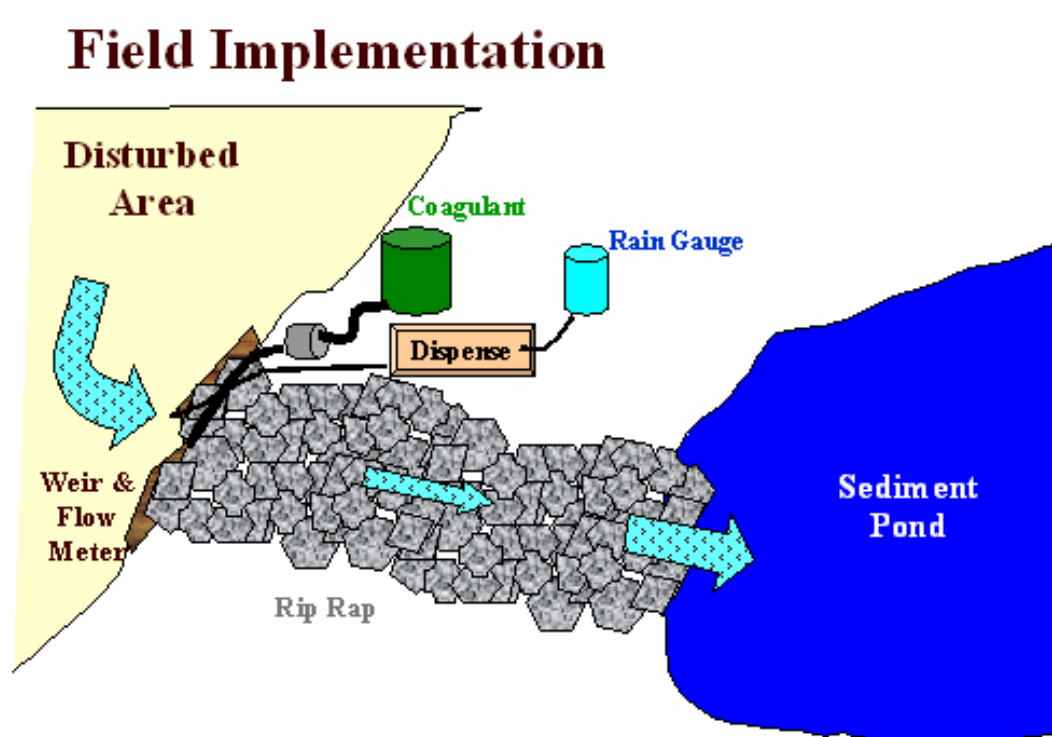 Field Implementation
Disturbed
Area
Coagulant
Rain Gauge
Dispense
Weir &
Flow
Meter
Sediment
Pond
Rip Rap